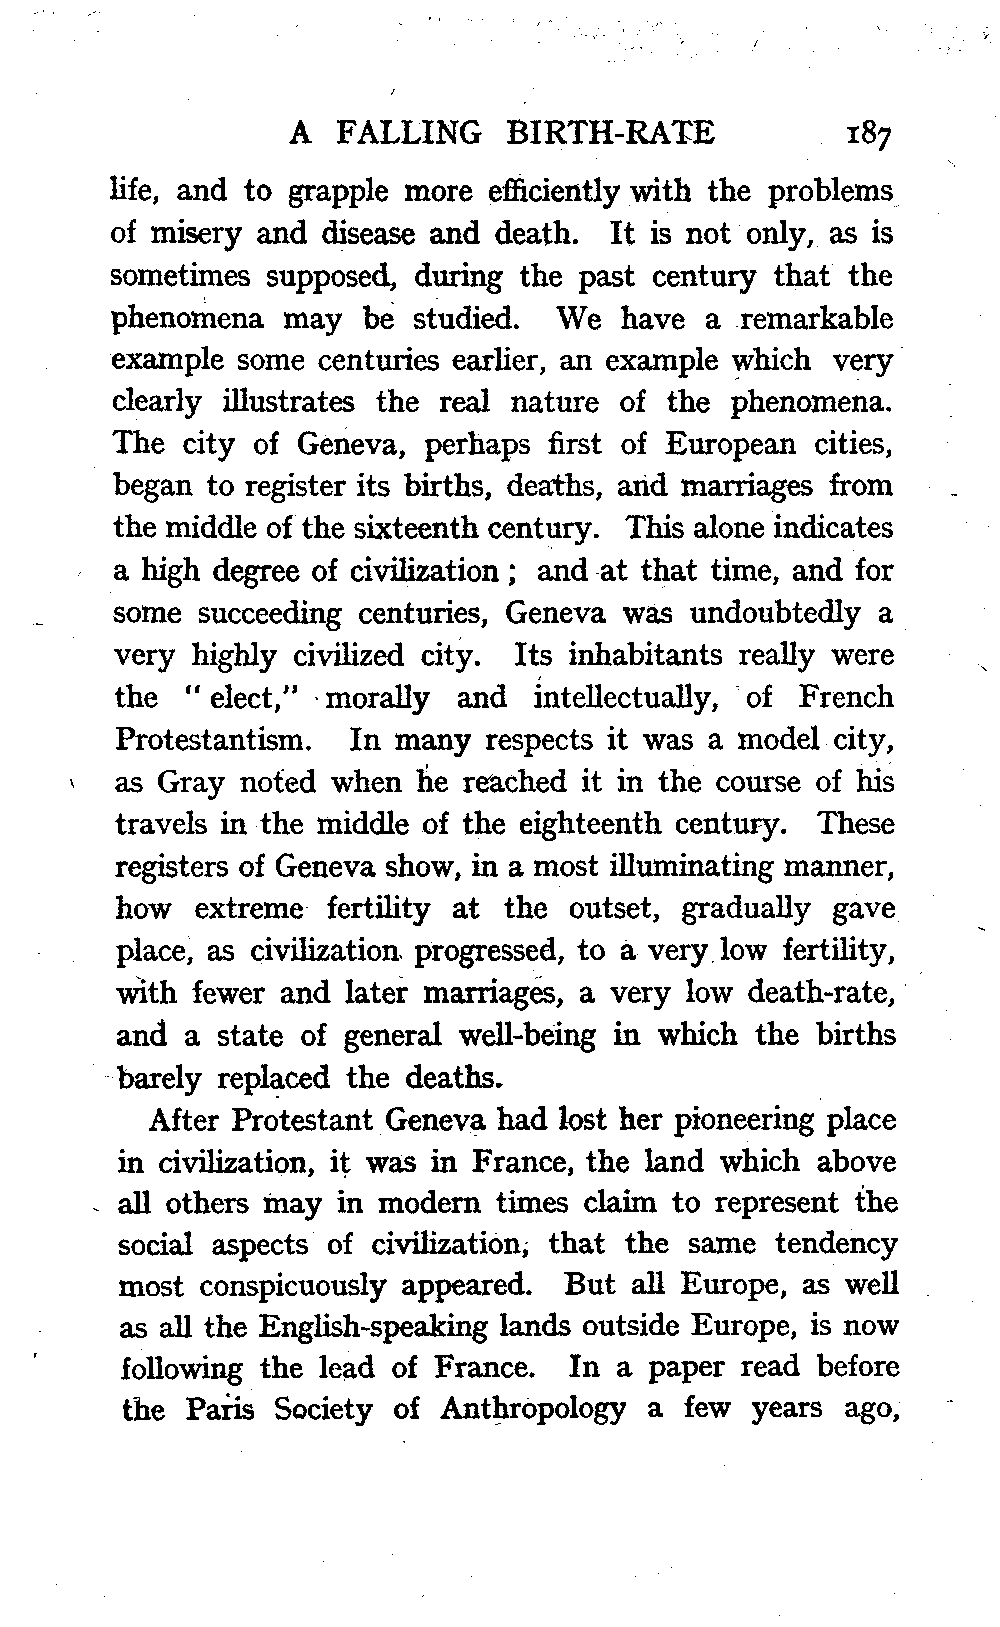 A FALLING BIRTH-RATE 187
life, and to grapple more efficiently with the problems
of misery and disease and death. It is not only, as is
sometimes supposed, during the past century that the
phenomena may be studied. We have a remarkable
example some centuries earlier, an example which very
clearly illustrates the real nature of the phenomena.
The city of Geneva, perhaps first of European cities,
began to register its births, deaths, and marriages from
the middle of the sixteenth century. This alone indicates
a high degree of civilization ; and at that time, and for
some succeeding centuries, Geneva was undoubtedly a
very highly civilized city. Its inhabitants really were
the " elect," morally and intellectually, of French
Protestantism. In many respects it was a model city,
as Gray noted when he reached it in the course of his
travels in the middle of the eighteenth century. These
registers of Geneva show, in a most illuminating manner,
how extreme fertility at the outset, gradually gave
place, as civilization progressed, to a very low fertility,
with fewer and later marriages, a very low death-rate,
and a state of general well-being in which the births
barely replaced the deaths.
After Protestant Geneva had lost her pioneering place
in civilization, it was in France, the land which above
all others may in modern times claim to represent the
social aspects of civilization, that the same tendency
most conspicuously appeared. But all Europe, as well
as all the English-speaking lands outside Europe, is now
following the lead of France. In a paper read before
the Paris Society of Anthropology a few years ago,